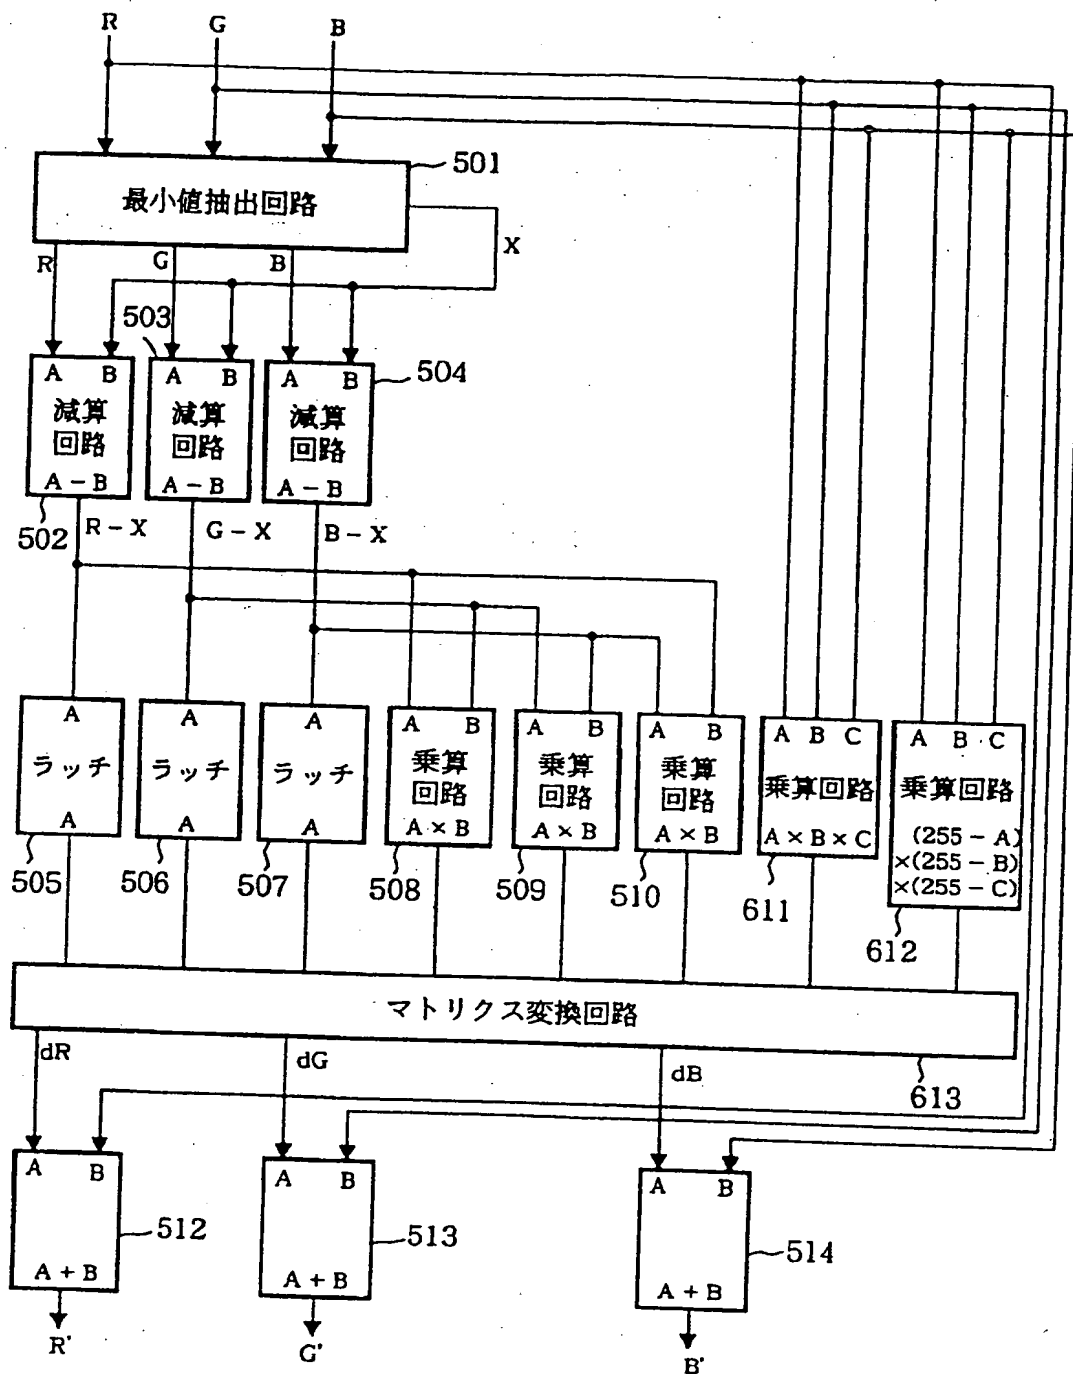 R
G
B
501
最小値抽出回路
X
R
G
B
503
504
A B
減算
回路
A－B
A B
減算
回路
A－B
A B
減算
回路
A－B
502
R－X
G－X
B－X
A
ラッチ
A
A
ラッチ
A
A
ラッチ
A
A B
乗算
回路
A×B
A B
乗算
回路
A×B
A B
乗算
回路
A×B
A B C
乗算回路
A×B×C
A B C
乗算回路
(255－A)
×(255－B)
×(255－C)
505
506
507
508
509
510
611
612
マトリクス変換回路
613
dR
dG
dB
A B
A＋B
512
A B
A＋B
513
A B
A＋B
514
R'
G'
B'